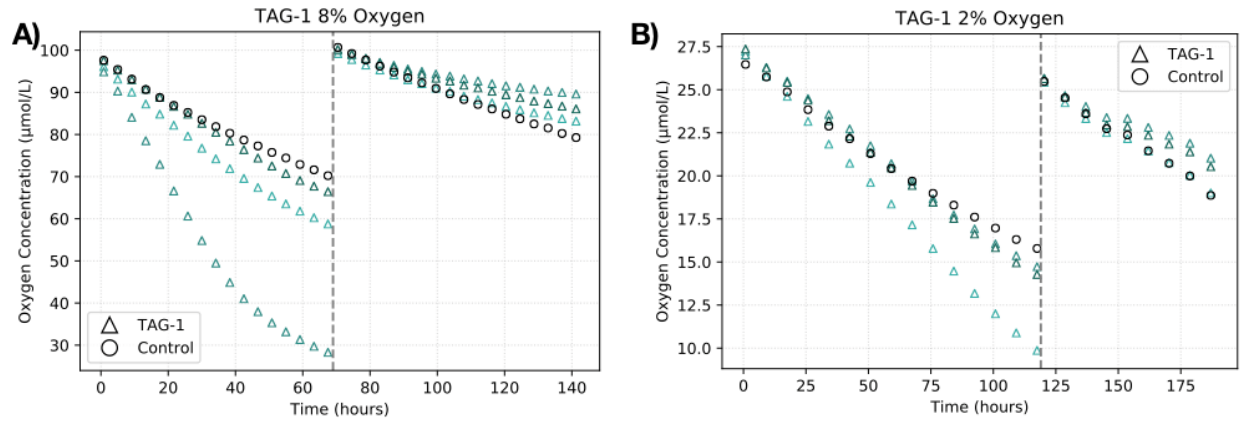 A)
TAG-1 8% Oxygen
Oxygen Concentration (μmol/L)
100
90
80
70
60
50
40
30
TAG-1
Control
0
20
40
60
80
100
120
140
Time (hours)
B)
TAG-1 2% Oxygen
Oxygen Concentration (μmol/L)
27.5
25.0
22.5
20.0
17.5
15.0
12.5
10.0
TAG-1
Control
0
25
50
75
100
125
150
175
Time (hours)